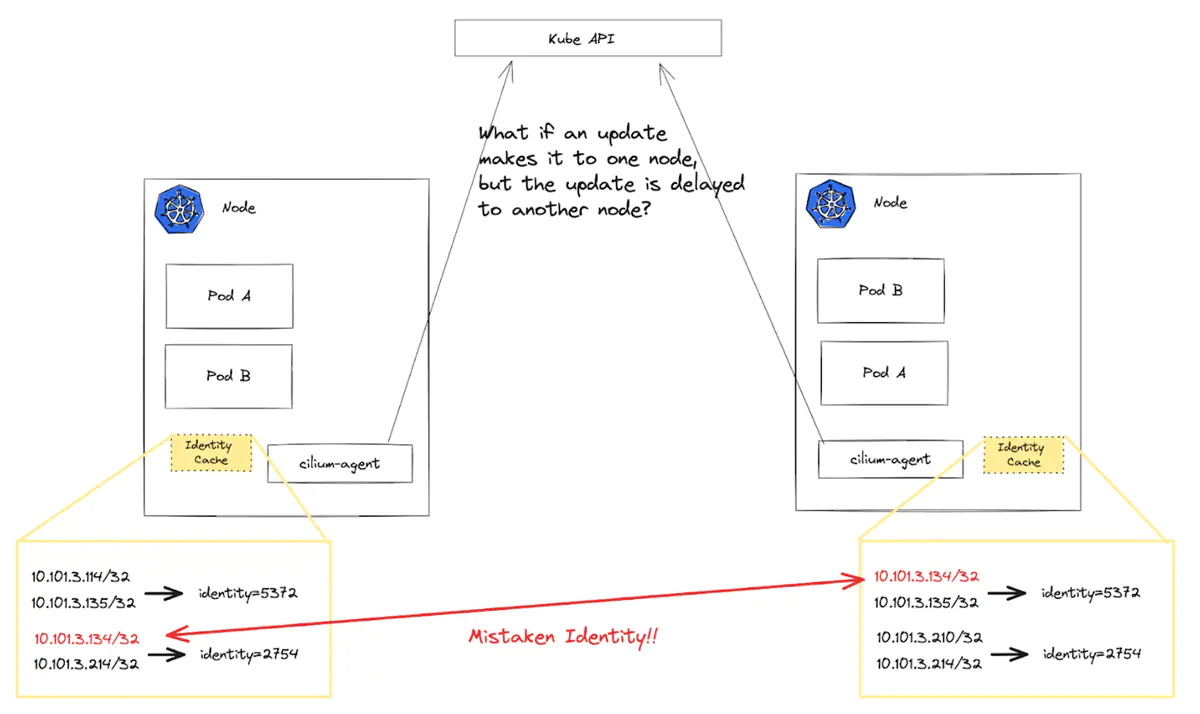 Kube API
What if an update
makes it to one node,
but the update is delayed
to another node?
Node
Pod A
Pod B
Identity
Cache
cilium-agent
Node
Pod B
Pod A
cilium-agent
Identity
Cache
10.101.3.114/32
10.101.3.135/32
identity=5372
10.101.3.134/32
10.101.3.214/32
identity=2754
Mistaken Identity!!
10.101.3.134/32
10.101.3.135/32
identity=5372
10.101.3.210/32
10.101.3.214/32
identity=2754